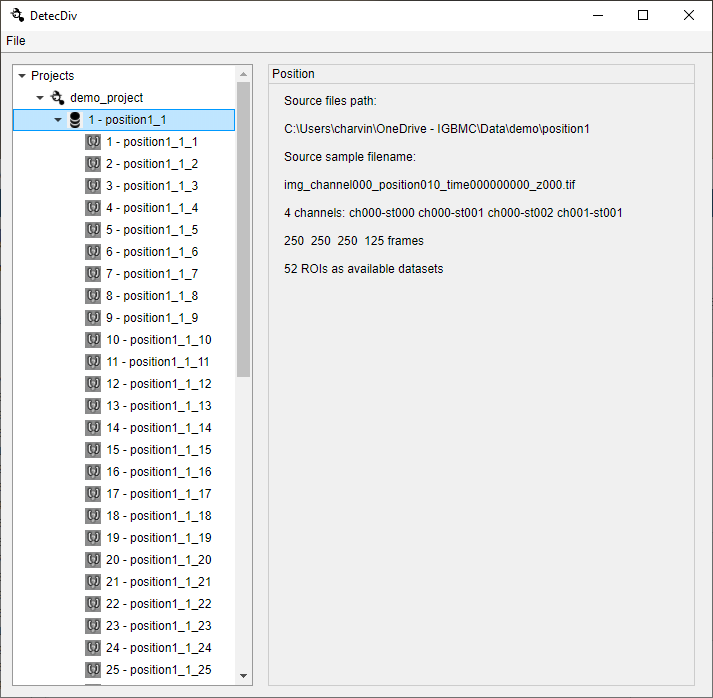 DetecDiv
File
Projects
demo_project
1 - position1_1
1 - position1_1_1
2 - position1_1_2
3 - position1_1_3
4 - position1_1_4
5 - position1_1_5
6 - position1_1_6
7 - position1_1_7
8 - position1_1_8
9 - position1_1_9
10 - position1_1_10
11 - position1_1_11
12 - position1_1_12
13 - position1_1_13
14 - position1_1_14
15 - position1_1_15
16 - position1_1_16
17 - position1_1_17
18 - position1_1_18
19 - position1_1_19
20 - position1_1_20
21 - position1_1_21
22 - position1_1_22
23 - position1_1_23
24 - position1_1_24
25 - position1_1_25
Position
Source files path:
C:\Users\charvin\OneDrive - IGBMC\Data\demo\position1
Source sample filename:
img_channel000_position010_time000000000_z000.tif
4 channels: ch000-st000 ch000-st001 ch000-st002 ch001-st001
250  250  250  125 frames
52 ROIs as available datasets